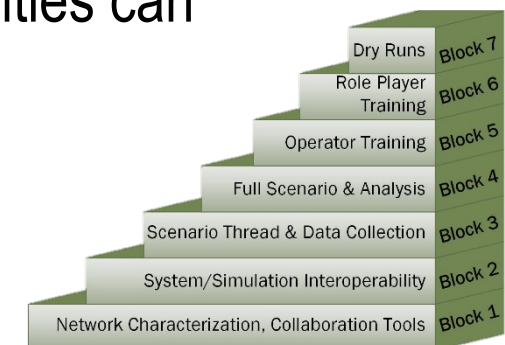 ities can
Dry Runs Block 7
Role Player
Training Block 6
Operator Training Block 5
Full Scenario & Analysis Block 4
Scenario Thread & Data Collection Block 3
System/Simulation Interoperability Block 2
Network Characterization, Collaboration Tools Block 1